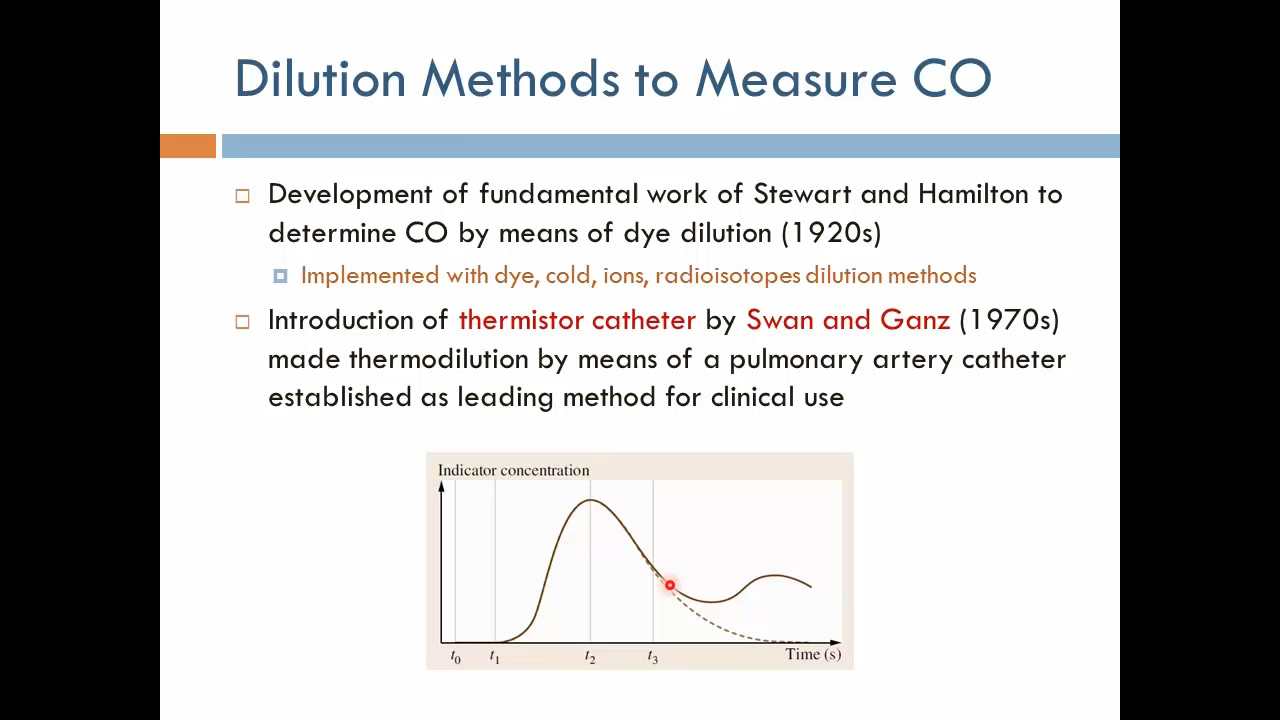 Dilution Methods to Measure CO
Development of fundamental work of Stewart and Hamilton to
determine CO by means of dye dilution (1920s)
Implemented with dye, cold, ions, radioisotopes dilution methods
Introduction of thermistor catheter by Swan and Ganz (1970s)
made thermodilution by means of a pulmonary artery catheter
established as leading method for clinical use
Indicator concentration
t0 t1 t2 t3 Time (s)